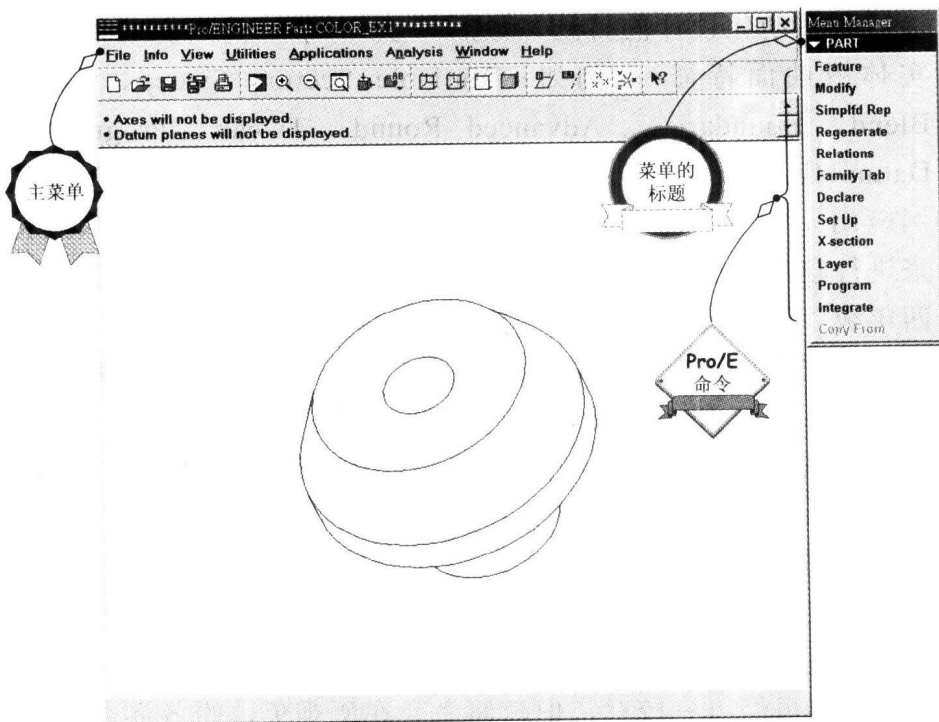 **********Pro/ENGINEER Part: COLOR_EX1**********
File Info View Utilities Applications Analysis Window Help
• Axes will not be displayed.
• Datum planes will not be displayed.
主菜单
菜单的
标题
Pro/E
命令
Menu Manager
PART
Feature
Modify
Simplfd Rep
Regenerate
Relations
Family Tab
Declare
Set Up
X-section
Layer
Program
Integrate
Copy From
Advanced Round